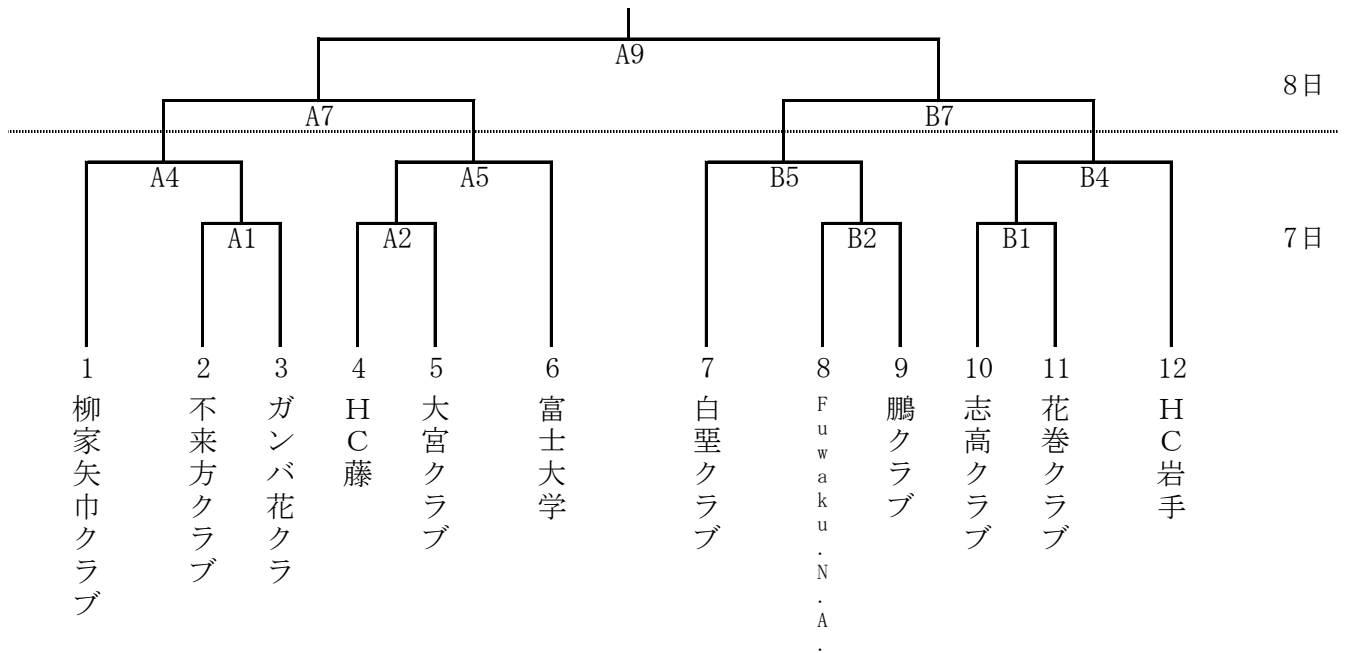 A9
8日
A7
B7
A4
A5
B5
B4
A1
A2
B2
B1
7日
1
2
3
4
5
6
7
8
9
10
11
12
柳家矢巾クラブ
不来方クラブ
ガンバ花クラ
HC藤
大宮クラブ
富士大学
白堊クラブ
Fuwaku.N.A.
鵬クラブ
志高クラブ
花巻クラブ
HC岩手